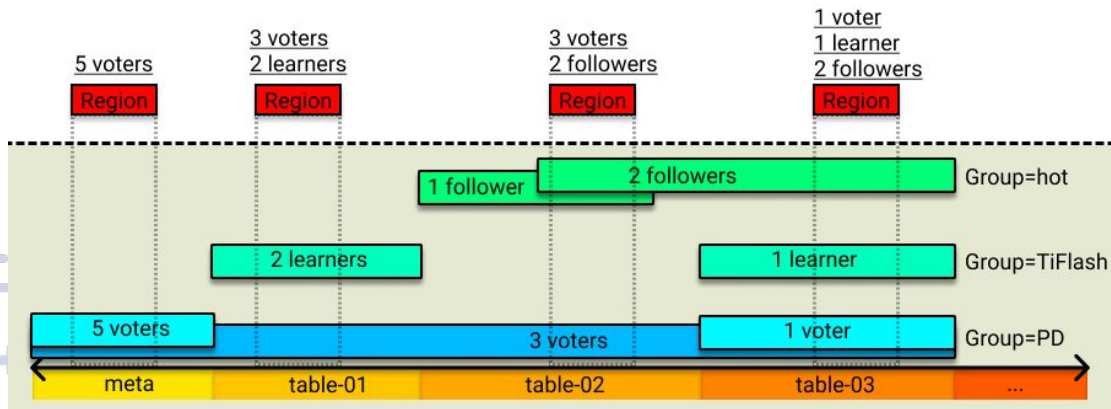 5 voters
Region
3 voters
2 learners
Region
3 voters
2 followers
Region
1 voter
1 learner
2 followers
Region
1 follower
2 followers
Group=hot
2 learners
1 learner
Group=TiFlash
5 voters
3 voters
1 voter
Group=PD
meta
table-01
table-02
table-03
...